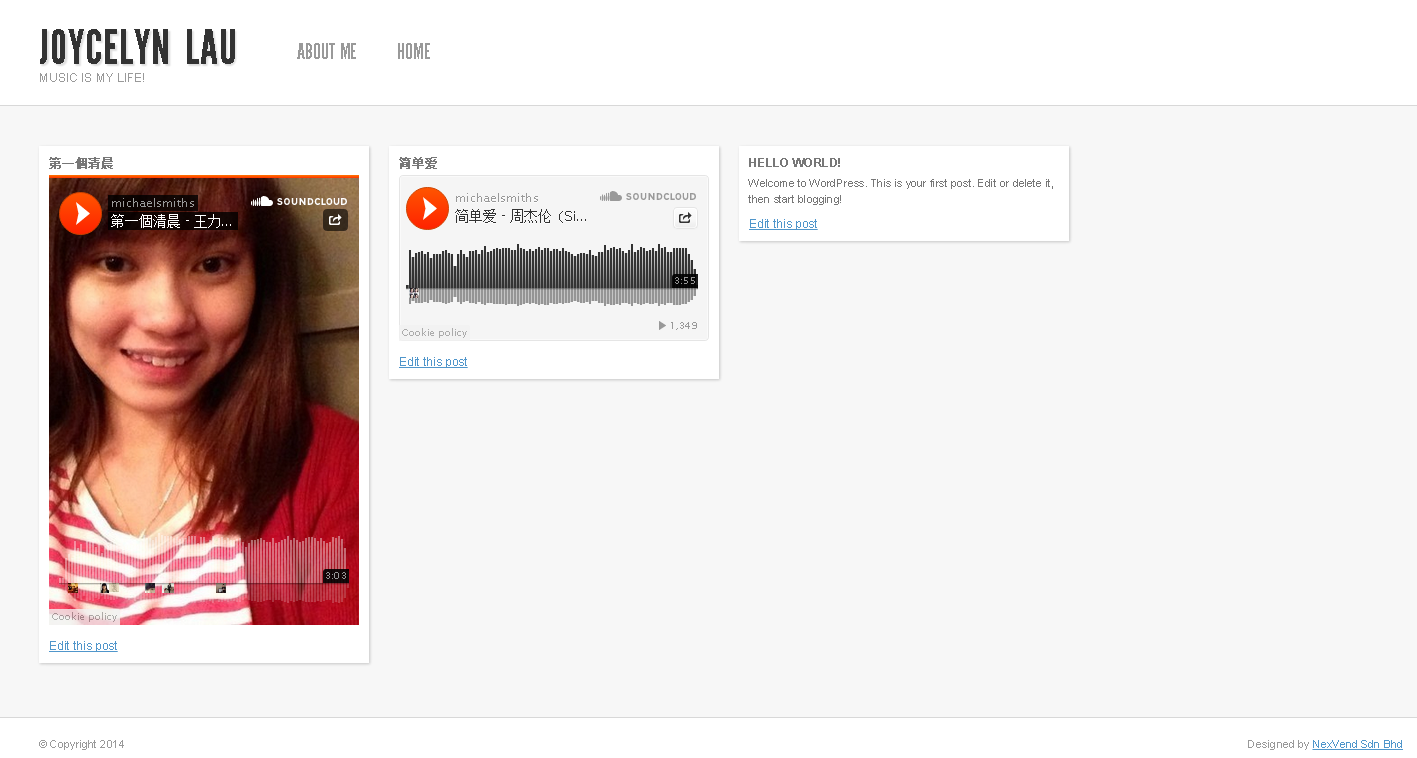 JOYCELYN LAU
MUSIC IS MY LIFE!
ABOUT ME
HOME
第一個清晨
michaelsmiths
SOUNDCLOUD
第一個清晨 - 王力...
3:03
Cookie policy
Edit this post
简单爱
michaelsmiths
SOUNDCLOUD
简单爱 - 周杰伦（Si...
3:55
1,349
Cookie policy
Edit this post
HELLO WORLD!
Welcome to WordPress. This is your first post. Edit or delete it,
then start blogging!
Edit this post
© Copyright 2014
Designed by NexVend Sdn Bhd